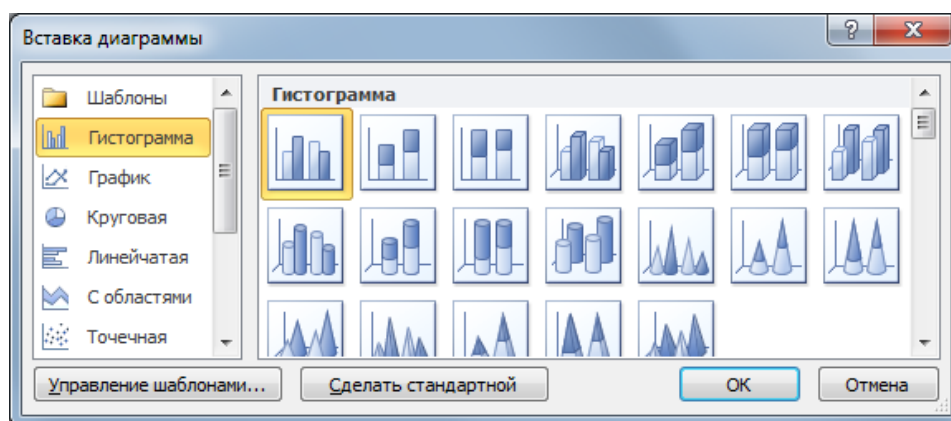 Вставка диаграммы
Шаблоны
Гистограмма
График
Круговая
Линейчатая
С областями
Точечная
Гистограмма
Управление шаблонами...
Сделать стандартной
ОК
Отмена